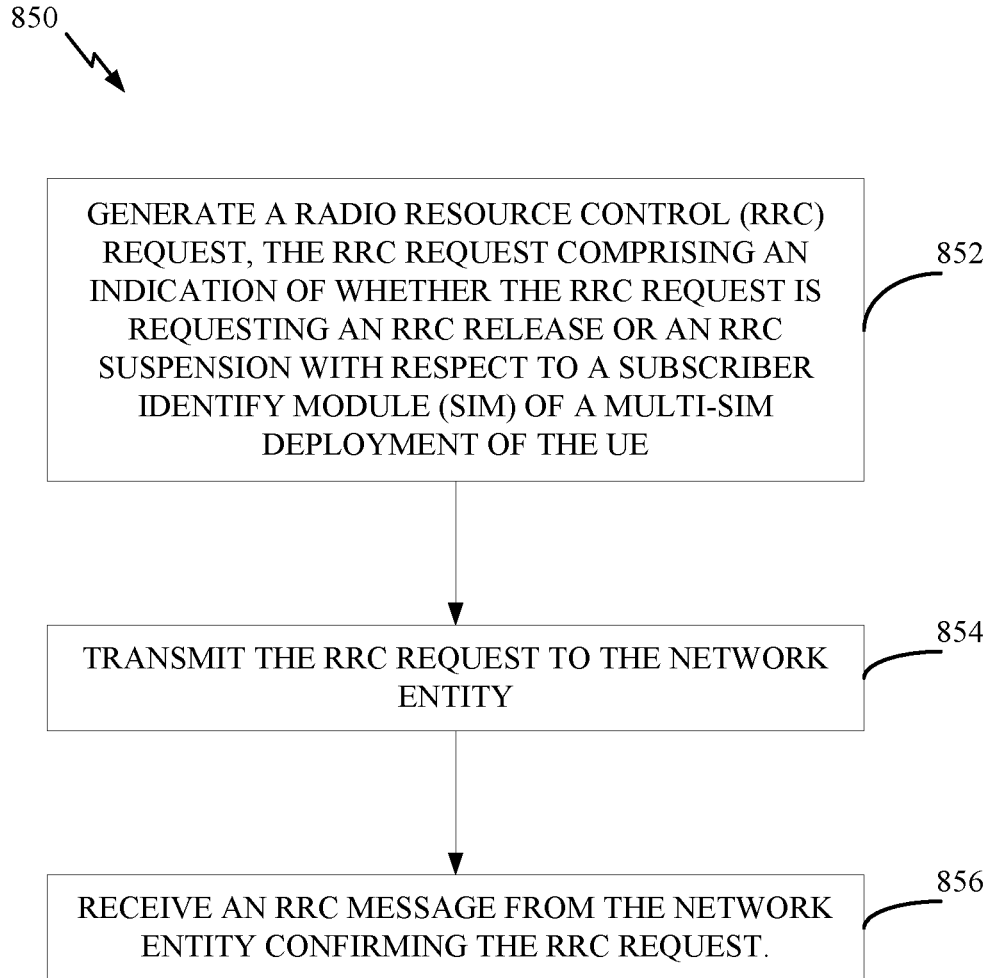 850
GENERATE A RADIO RESOURCE CONTROL (RRC)
REQUEST, THE RRC REQUEST COMPRISING AN
INDICATION OF WHETHER THE RRC REQUEST IS
REQUESTING AN RRC RELEASE OR AN RRC
SUSPENSION WITH RESPECT TO A SUBSCRIBER
IDENTIFY MODULE (SIM) OF A MULTI-SIM
DEPLOYMENT OF THE UE
852
TRANSMIT THE RRC REQUEST TO THE NETWORK
ENTITY
854
RECEIVE AN RRC MESSAGE FROM THE NETWORK
ENTITY CONFIRMING THE RRC REQUEST.
856